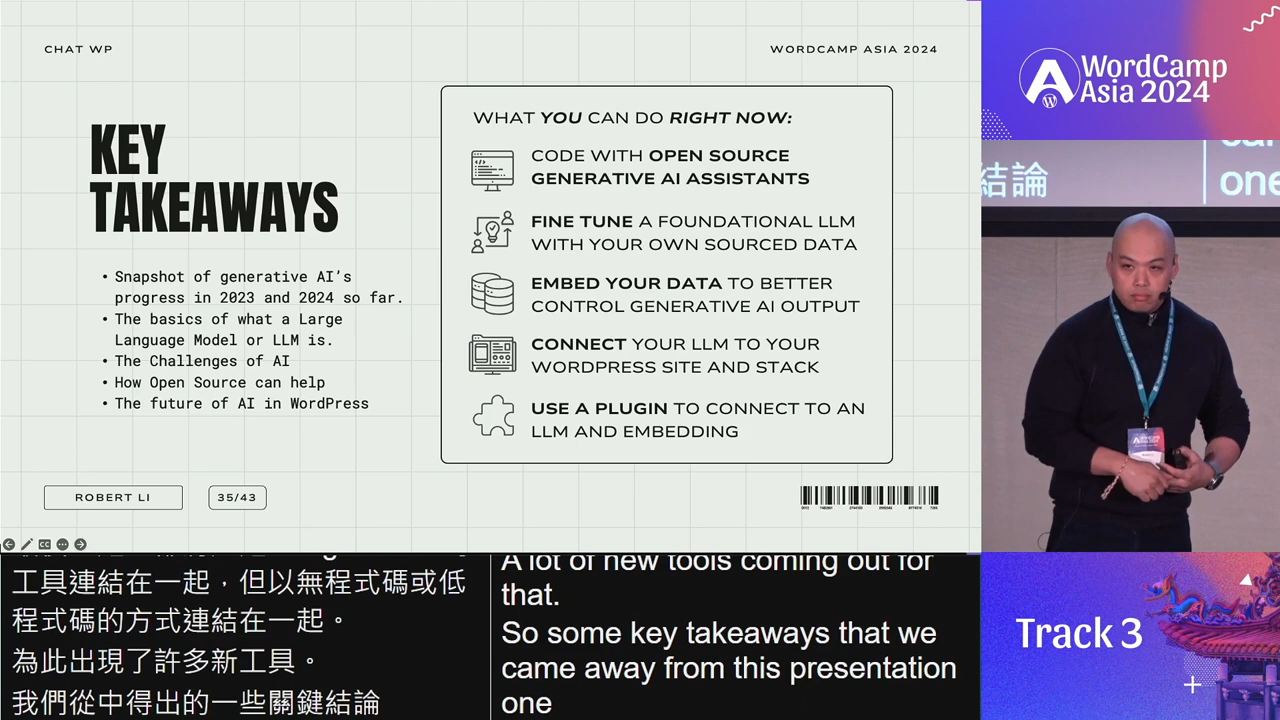 CHAT WP
WORDCAMP ASIA 2024
KEY
TAKEAWAYS
• Snapshot of generative AI's
progress in 2023 and 2024 so far.
• The basics of what a Large
Language Model or LLM is.
• The Challenges of AI
• How Open Source can help
• The future of AI in WordPress
WHAT YOU CAN DO RIGHT NOW:
CODE WITH OPEN SOURCE
GENERATIVE AI ASSISTANTS
FINE TUNE A FOUNDATIONAL LLM
WITH YOUR OWN SOURCED DATA
EMBED YOUR DATA TO BETTER
CONTROL GENERATIVE AI OUTPUT
CONNECT YOUR LLM TO YOUR
WORDPRESS SITE AND STACK
USE A PLUGIN TO CONNECT TO AN
LLM AND EMBEDDING
ROBERT LI
35/43
WordCamp
Asia 2024
結論
one
工具連結在一起，但以無程式碼或低
程式碼的方式連結在一起。
為此出現了許多新工具。
我們從中得出的一些關鍵結論
A lot of new tools coming out for
that.
So some key takeaways that we
came away from this presentation
one
Track 3